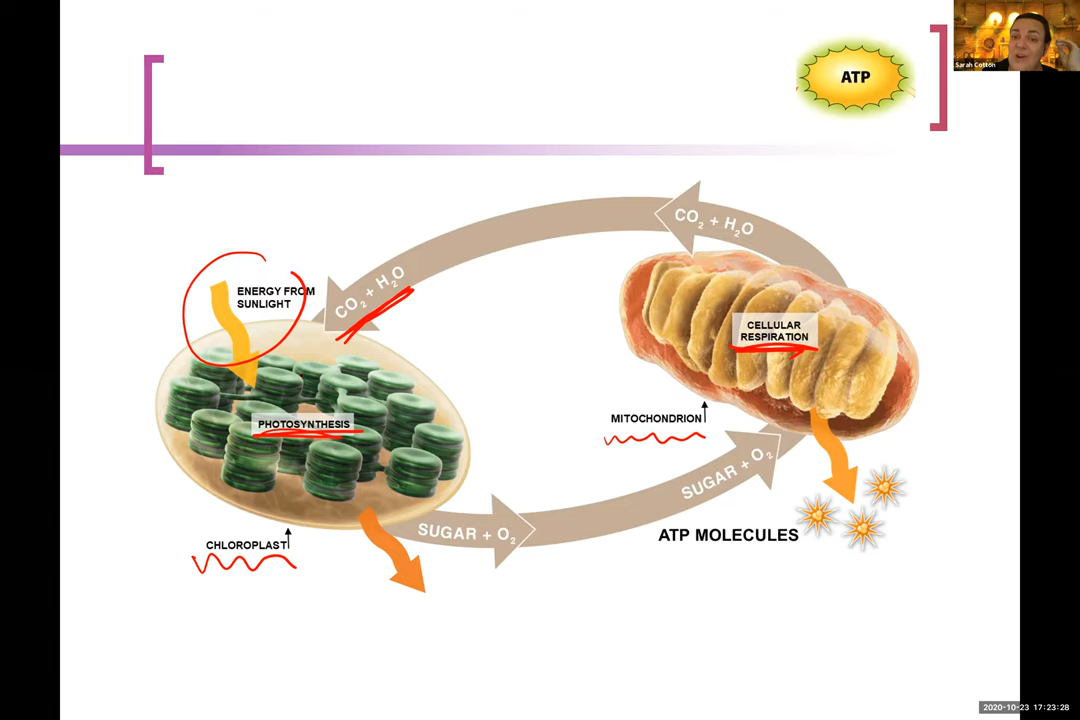 ATP
Sarah Cotton
CO₂ + H₂O
ENERGY FROM
SUNLIGHT
CO₂ + H₂O
CELLULAR
RESPIRATION
PHOTOSYNTHESIS
MITOCHONDRION
SUGAR + O₂
CHLOROPLAST
SUGAR + O₂
ATP MOLECULES
2020-10-23 17:23:28